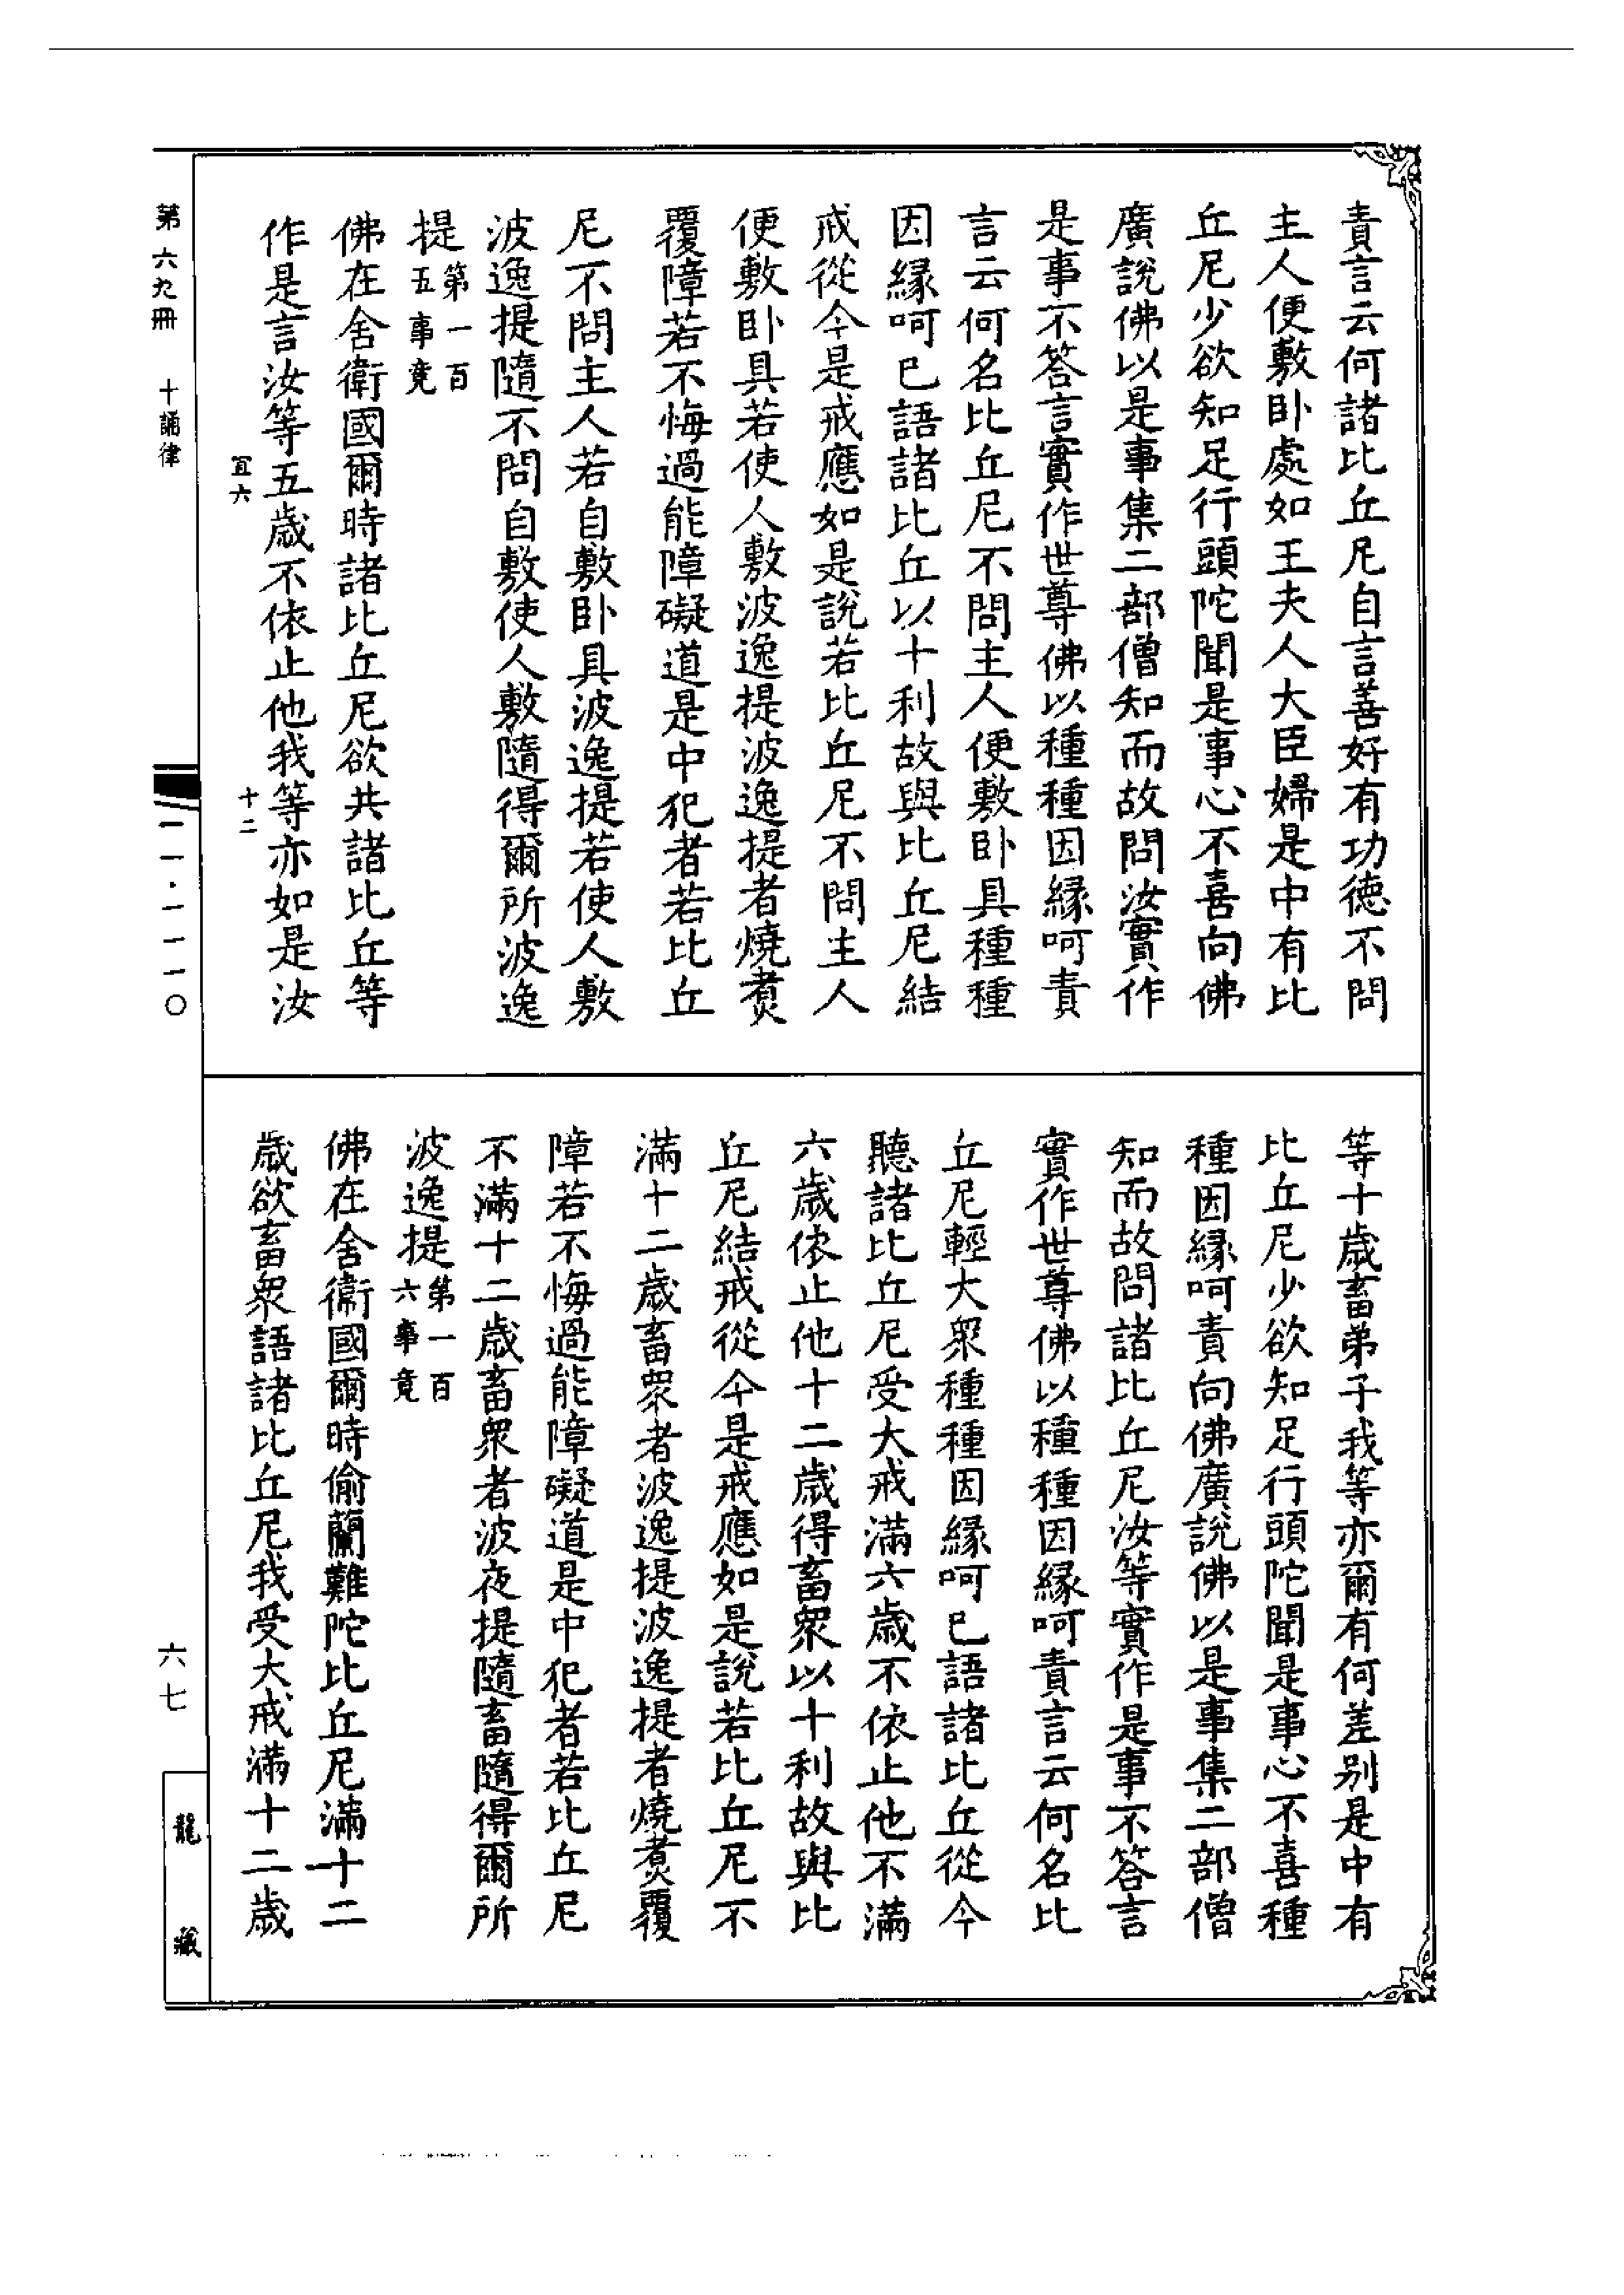 責言云何諸比丘尼自言善好有功德不問
主人便敷臥處如王夫人大臣婦是中有比
丘尼少欲知足行頭陀聞是事心不喜向佛
廣說佛以是事集二部僧知而故問汝實作
是事不答言實作世尊佛以種種因緣呵責
言云何名比丘尼不問主人便敷臥具種種
因緣呵已語諸比丘以十利故與比丘尼結
戒從今是戒應如是說若比丘尼不問主人
便敷臥具若使人敷波逸提波逸提者燒煑
覆障若不悔過能障礙道是中犯者若比丘
尼不問主人若自敷臥具波逸提若使人敷
波逸提隨不問自敷使人敷隨得爾所波逸
提第一百五事竟
佛在舍衛國爾時諸比丘尼欲共諸比丘等
作是言汝等五歲不依止他我等亦如是汝
等十歲畜弟子我等亦爾有何差別是中有
比丘尼少欲知足行頭陀聞是事心不喜種
種因緣呵責向佛廣說佛以是事集二部僧
知而故問諸比丘尼汝等實作是事不答言
實作世尊佛以種種因緣呵責言云何名比
丘尼輕大衆種種因緣呵已語諸比丘從今
聽諸比丘尼受大戒滿六歲不依止他不滿
六歲依止他十二歲得畜衆以十利故與比
丘尼結戒從今是戒應如是說若比丘尼不
滿十二歲畜衆者波逸提波逸提者燒煑覆
障若不悔過能障礙道是中犯者若比丘尼
不滿十二歲畜衆者波夜提隨畜隨得爾所
波逸提第一百六事竟
佛在舍衛國爾時偷蘭難陀比丘尼滿十二
歲欲畜衆語諸比丘尼我受大戒滿十二歲
第六九冊　十誦律
宜六
十二
一一·一一一〇
六七
龍藏